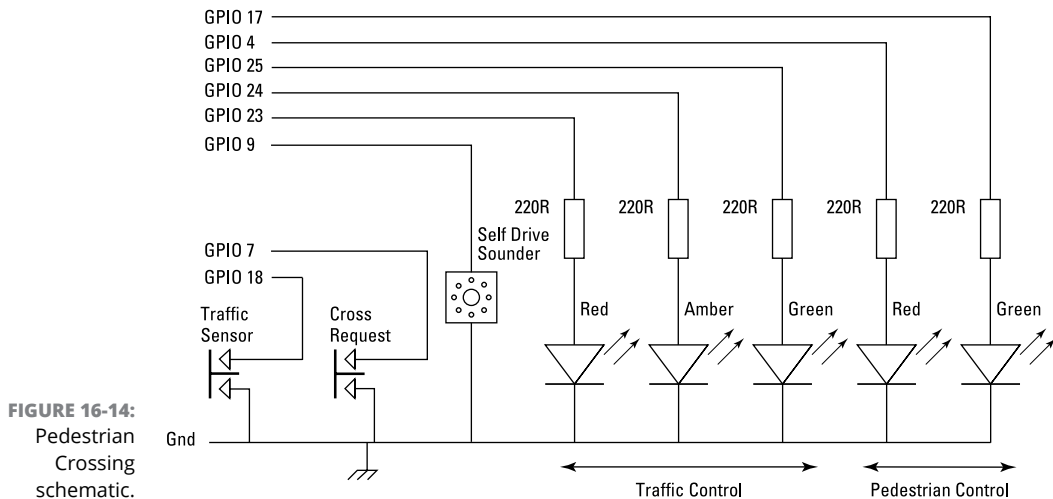 GPIO 17
GPIO 4
GPIO 25
GPIO 24
GPIO 23
GPIO 9
220R 220R 220R 220R 220R
Self Drive
Sounder
GPIO 7
GPIO 18
Traffic
Sensor
Cross
Request
Red Amber Green Red Green
Gnd
Traffic Control Pedestrian Control
FIGURE 16-14:
Pedestrian
Crossing
schematic.